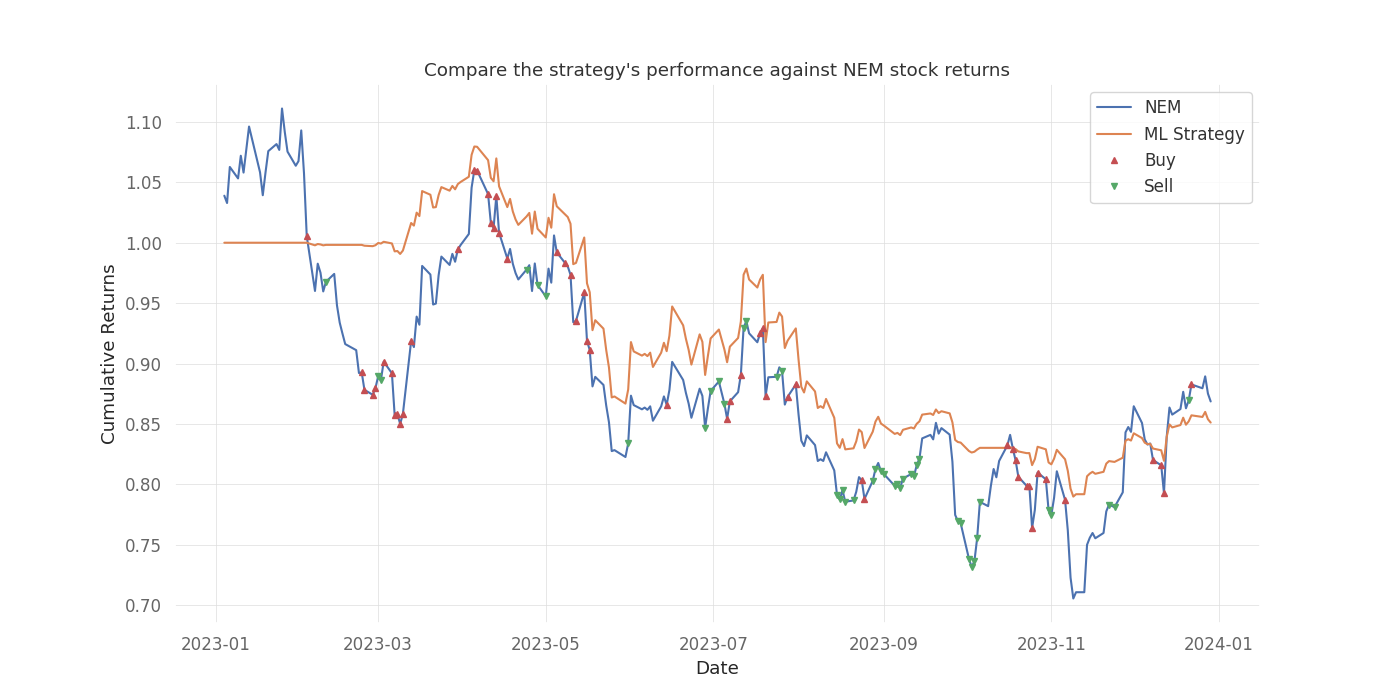 Compare the strategy's performance against NEM stock returns
NEM
ML Strategy
Buy
Sell
1.10
1.05
1.00
0.95
0.90
0.85
0.80
0.75
0.70
Cumulative Returns
2023-01
2023-03
2023-05
2023-07
2023-09
2023-11
2024-01
Date